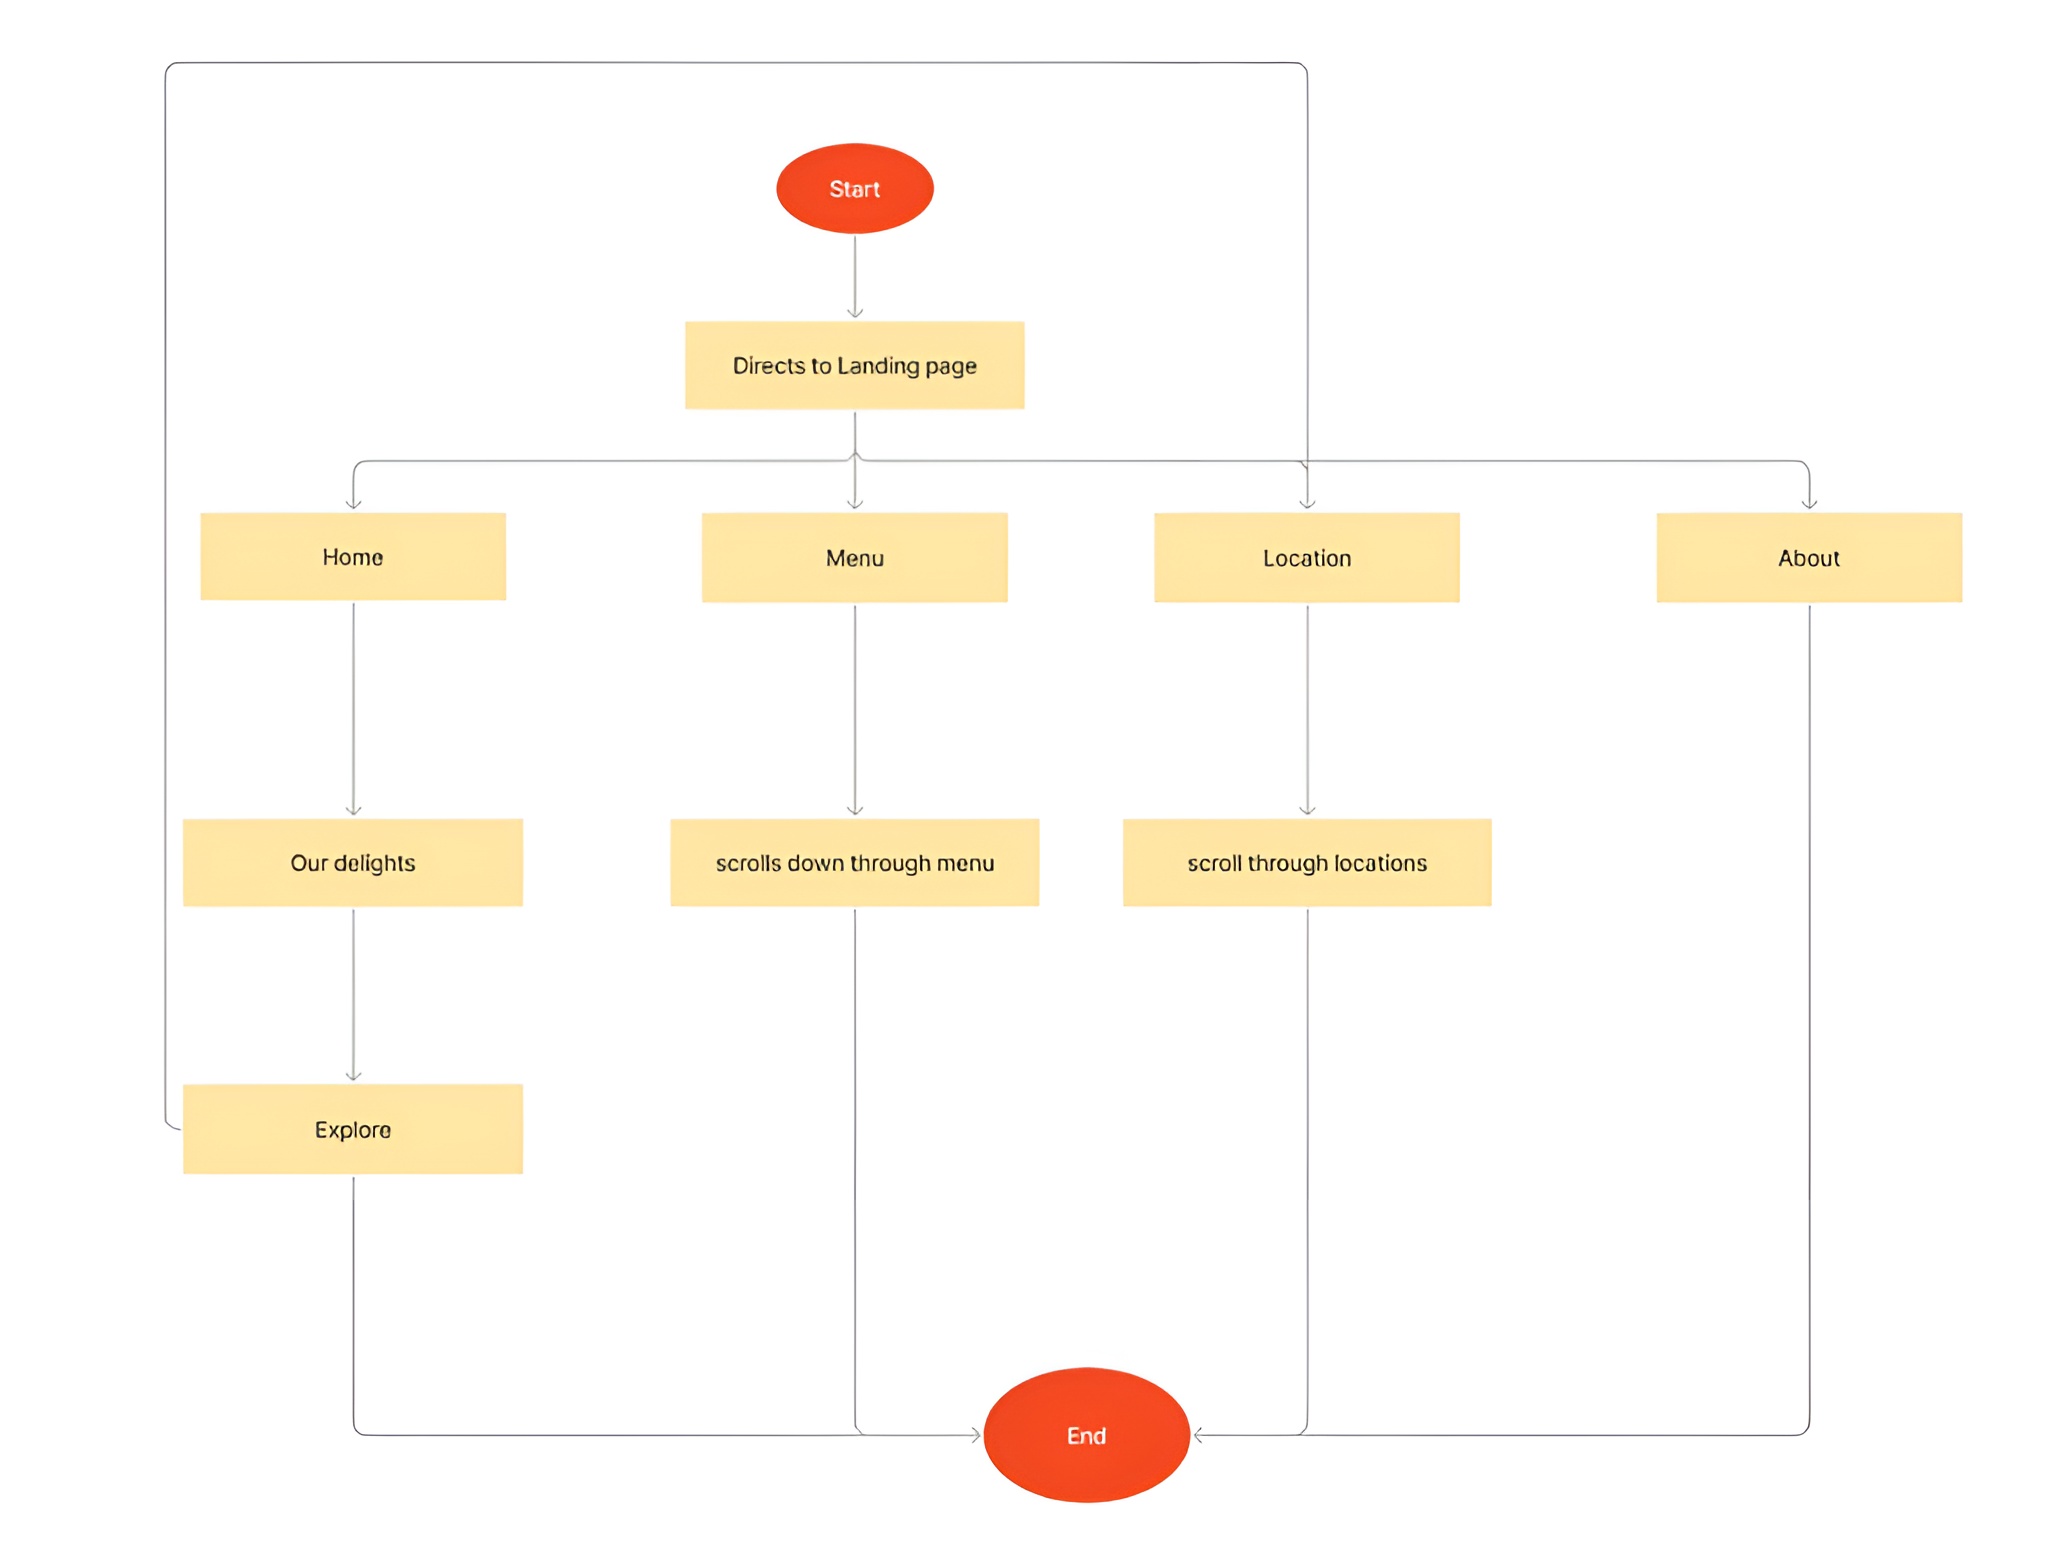 Start
Directs to Landing page
Home
Menu
Location
About
Our delights
scrolls down through menu
scroll through locations
Explore
End